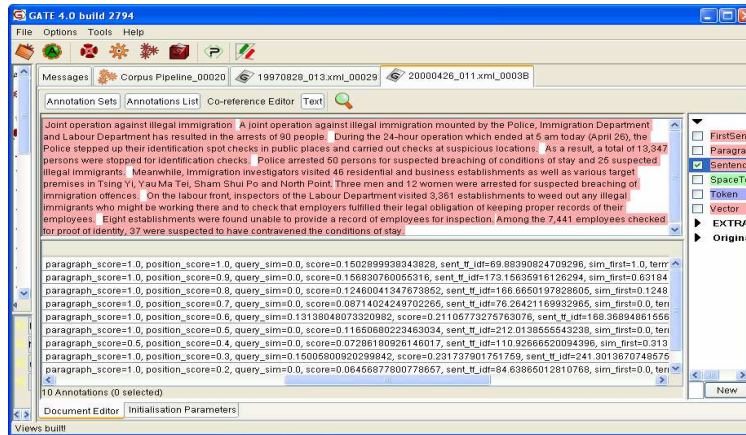 GATE 4.0 build 2794
File Options Tools Help
Messages Corpus Pipeline_00020 19970828_013.xml_00029 20000426_011.xml_0003B
Annotation Sets Annotations List Co-reference Editor Text
Joint operation against illegal immigration A joint operation against illegal immigration mounted by the Police, Immigration Department
and Labour Department has resulted in the arrests of 90 people. During the 24-hour operation which ended at 5 am today (April 26), the
Police stepped up their identification spot checks in public places and carried out checks at suspicious locations. As a result, a total of 13,347
persons were stopped for identification checks. Police arrested 50 persons for suspected breaching of conditions of stay and 25 suspected
illegal immigrants. Meanwhile, Immigration investigators visited 46 residential and business establishments as well as various target
premises in Tsing Yi, Yau Ma Tei, Sham Shui Po and North Point. Three men and 12 women were arrested for suspected breaching of
immigration offences. On the labour front, inspectors of the Labour Department visited 3,361 establishments to weed out any illegal
immigrants who might be working there and to check that employers fulfilled their legal obligation of keeping proper records of their
employees. Eight establishments were found unable to provide a record of employees for inspection. Among the 7,441 employees checked
for proof of identity, 37 were suspected to have contravened the conditions of stay.
FirstSen
Paragra
Sentenc
SpaceTo
Token
Vector
EXTRA
Origina
paragraph_score=1.0, position_score=1.0, query_sim=0.0, score=0.1502899938343828, sent_tf_idf=69.88390824709296, sim_first=1.0, term
paragraph_score=1.0, position_score=0.9, query_sim=0.0, score=0.156830760055316, sent_tf_idf=173.15635916126294, sim_first=0.63184
paragraph_score=1.0, position_score=0.8, query_sim=0.0, score=0.12460041347673852, sent_tf_idf=166.6650197828605, sim_first=0.1248
paragraph_score=1.0, position_score=0.7, query_sim=0.0, score=0.08714024249702265, sent_tf_idf=76.26421169932965, sim_first=0.0, ter
paragraph_score=1.0, position_score=0.6, query_sim=0.13138048073320982, score=0.21105773275763076, sent_tf_idf=168.36894861556
paragraph_score=1.0, position_score=0.5, query_sim=0.0, score=0.11650680223463034, sent_tf_idf=212.0138555543238, sim_first=0.0, term
paragraph_score=0.5, position_score=0.4, query_sim=0.0, score=0.07286180926146017, sent_tf_idf=110.92666520094396, sim_first=0.313
paragraph_score=1.0, position_score=0.3, query_sim=0.15005800920299842, score=0.231737901751759, sent_tf_idf=241.3013670748575
paragraph_score=1.0, position_score=0.2, query_sim=0.0, score=0.06456877800778657, sent_tf_idf=84.63865012810768, sim_first=0.0, ter
10 Annotations (0 selected)
New
Document Editor Initialisation Parameters
Views built!